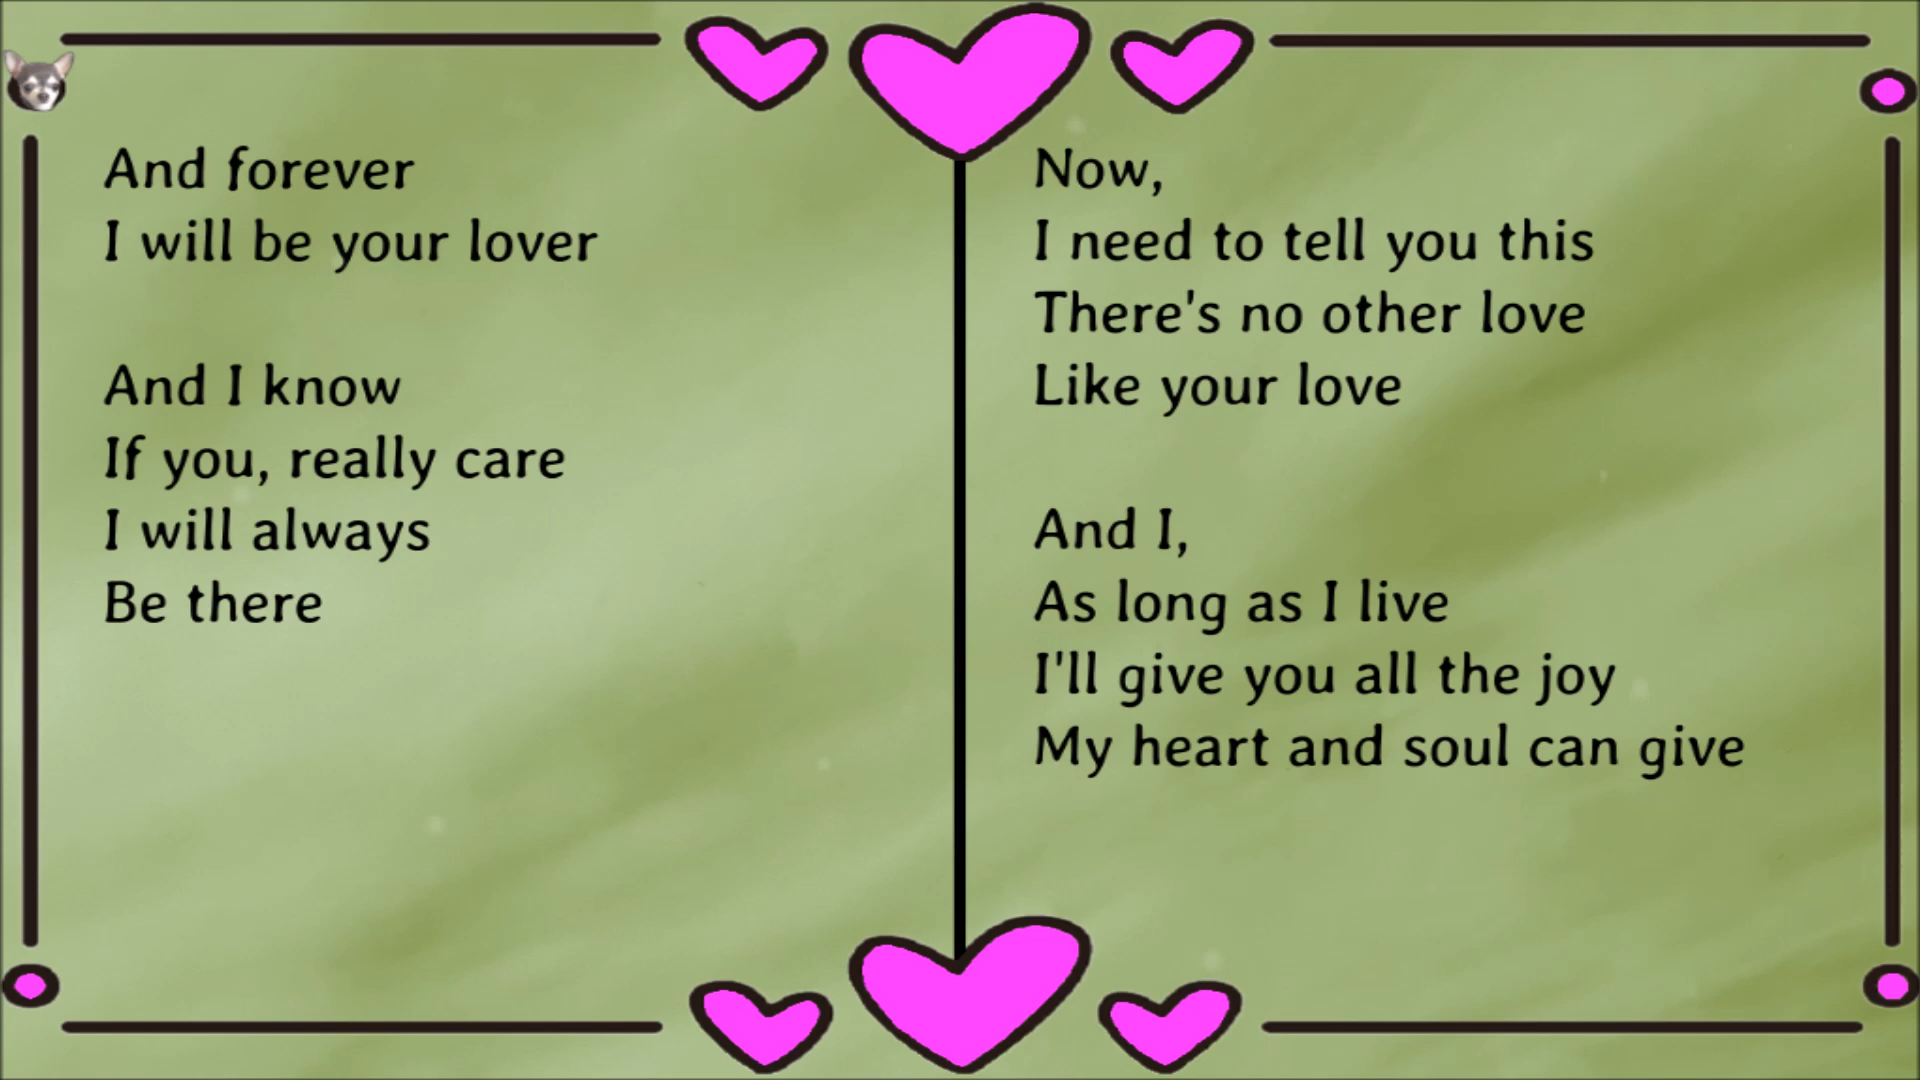 And forever
I will be your lover
And I know
If you, really care
I will always
Be there
Now,
I need to tell you this
There's no other love
Like your love
And I,
As long as I live
I'll give you all the joy
My heart and soul can give